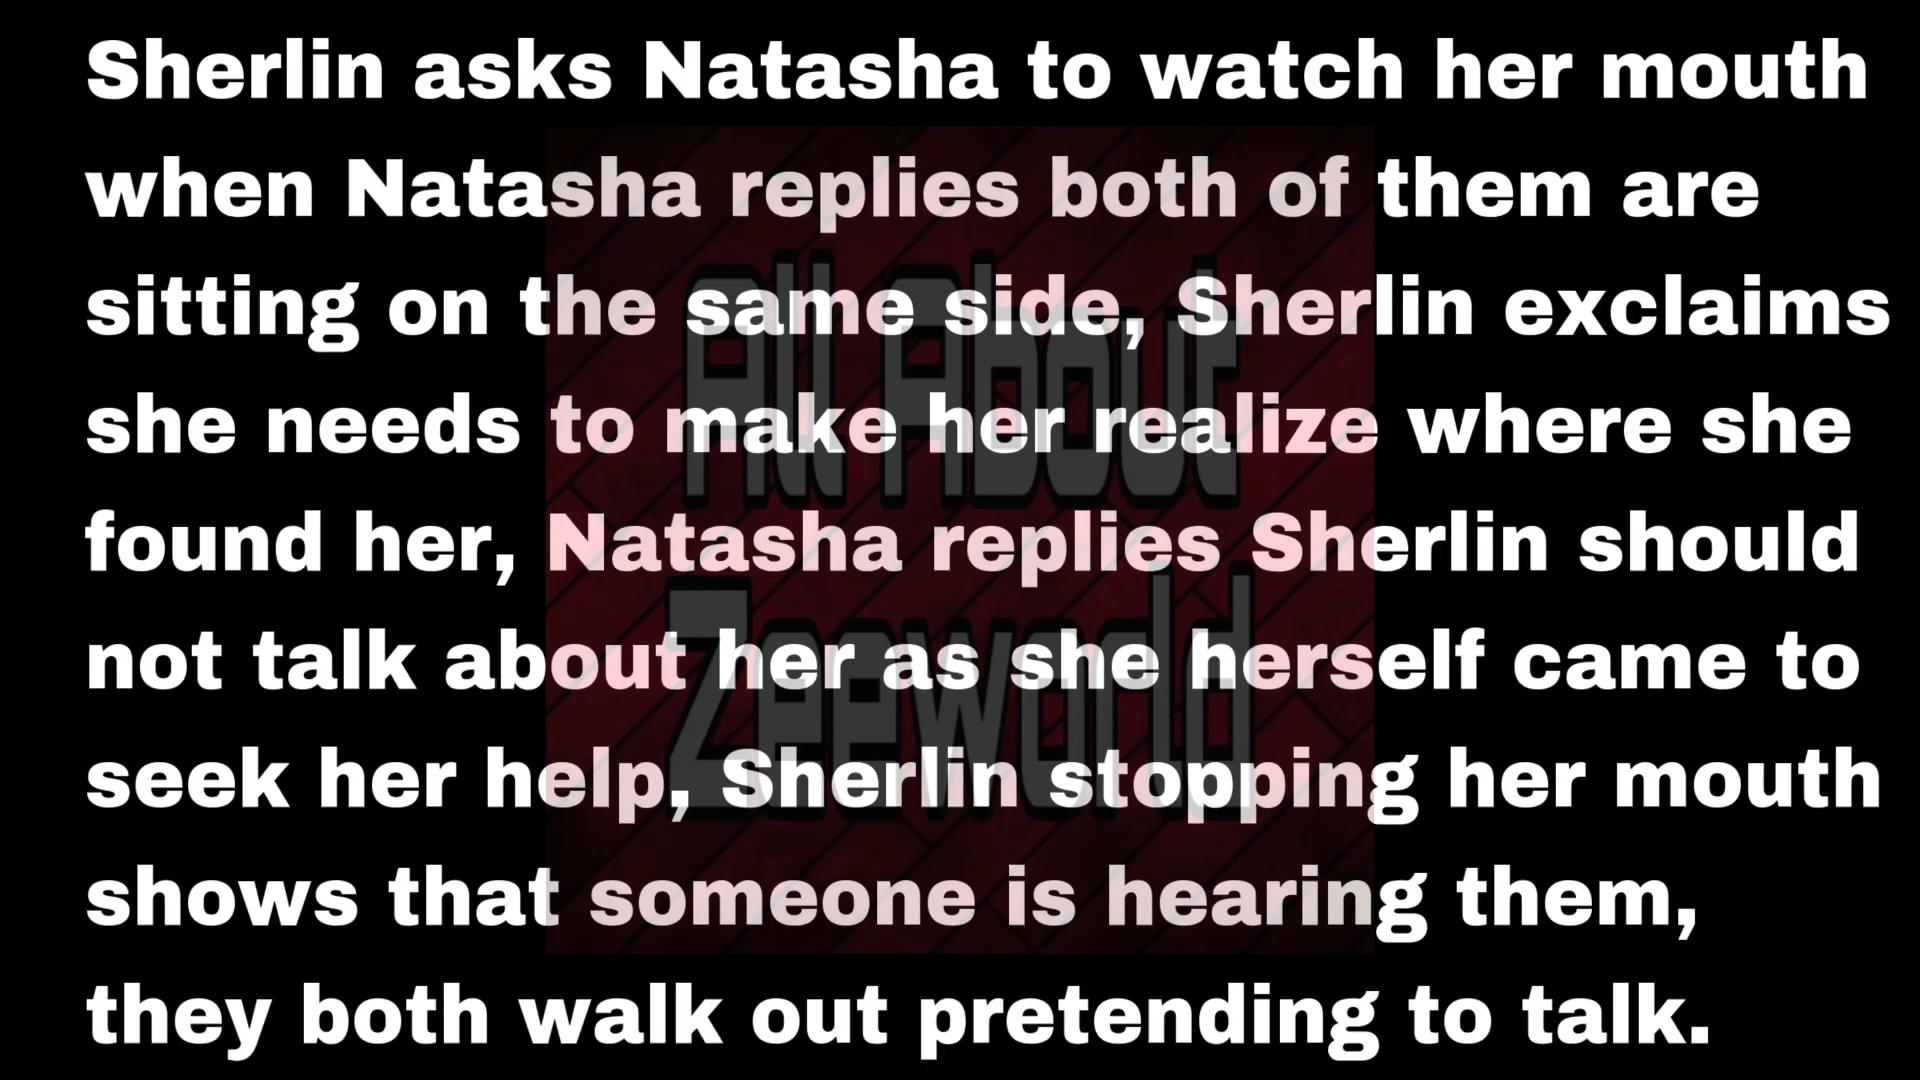 Sherlin asks Natasha to watch her mouth
when Natasha replies both of them are
sitting on the same side, Sherlin exclaims
she needs to make her realize where she
found her, Natasha replies Sherlin should
not talk about her as she herself came to
seek her help, Sherlin stopping her mouth
shows that someone is hearing them,
they both walk out pretending to talk.
All About
Zeeworld